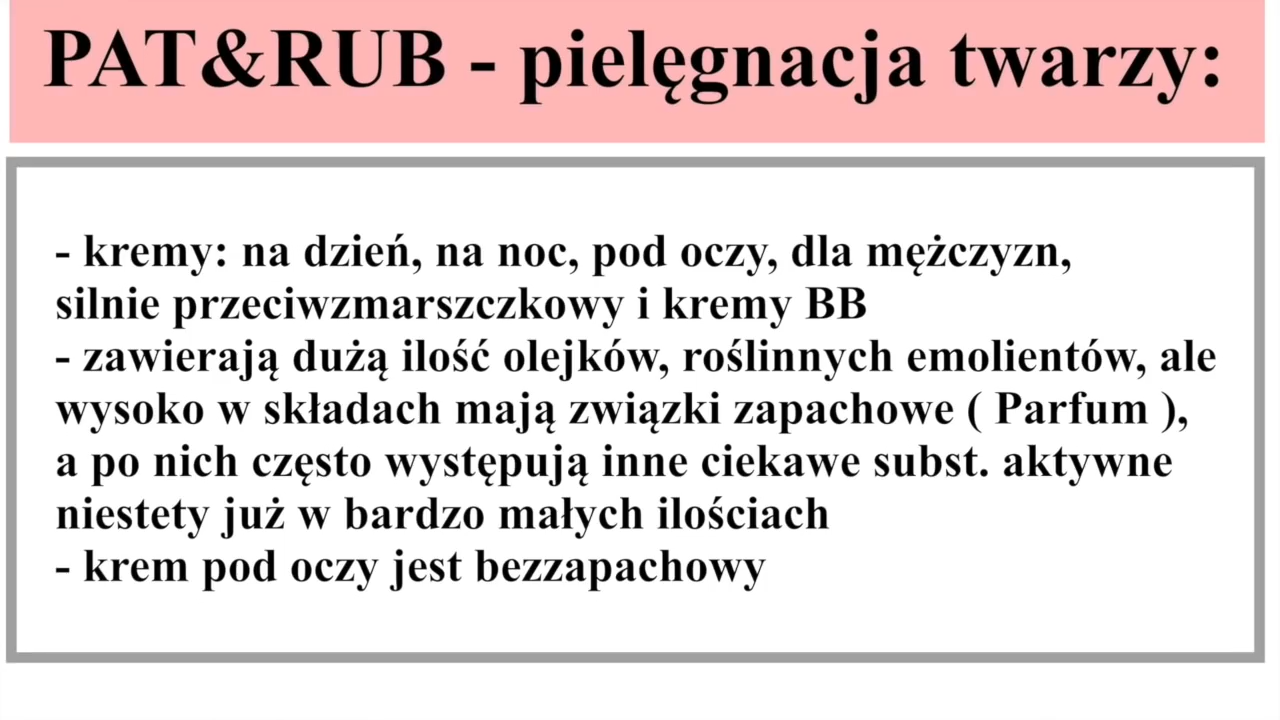 PAT&RUB - pielęgnacja twarzy:
- kremy: na dzień, na noc, pod oczy, dla mężczyzn,
silnie przeciwzmarszczkowy i kremy BB
- zawierają dużą ilość olejków, roślinnych emolientów, ale
wysoko w składach mają związki zapachowe ( Parfum ),
a po nich często występują inne ciekawe subst. aktywne
niestety już w bardzo małych ilościach
- krem pod oczy jest bezzapachowy